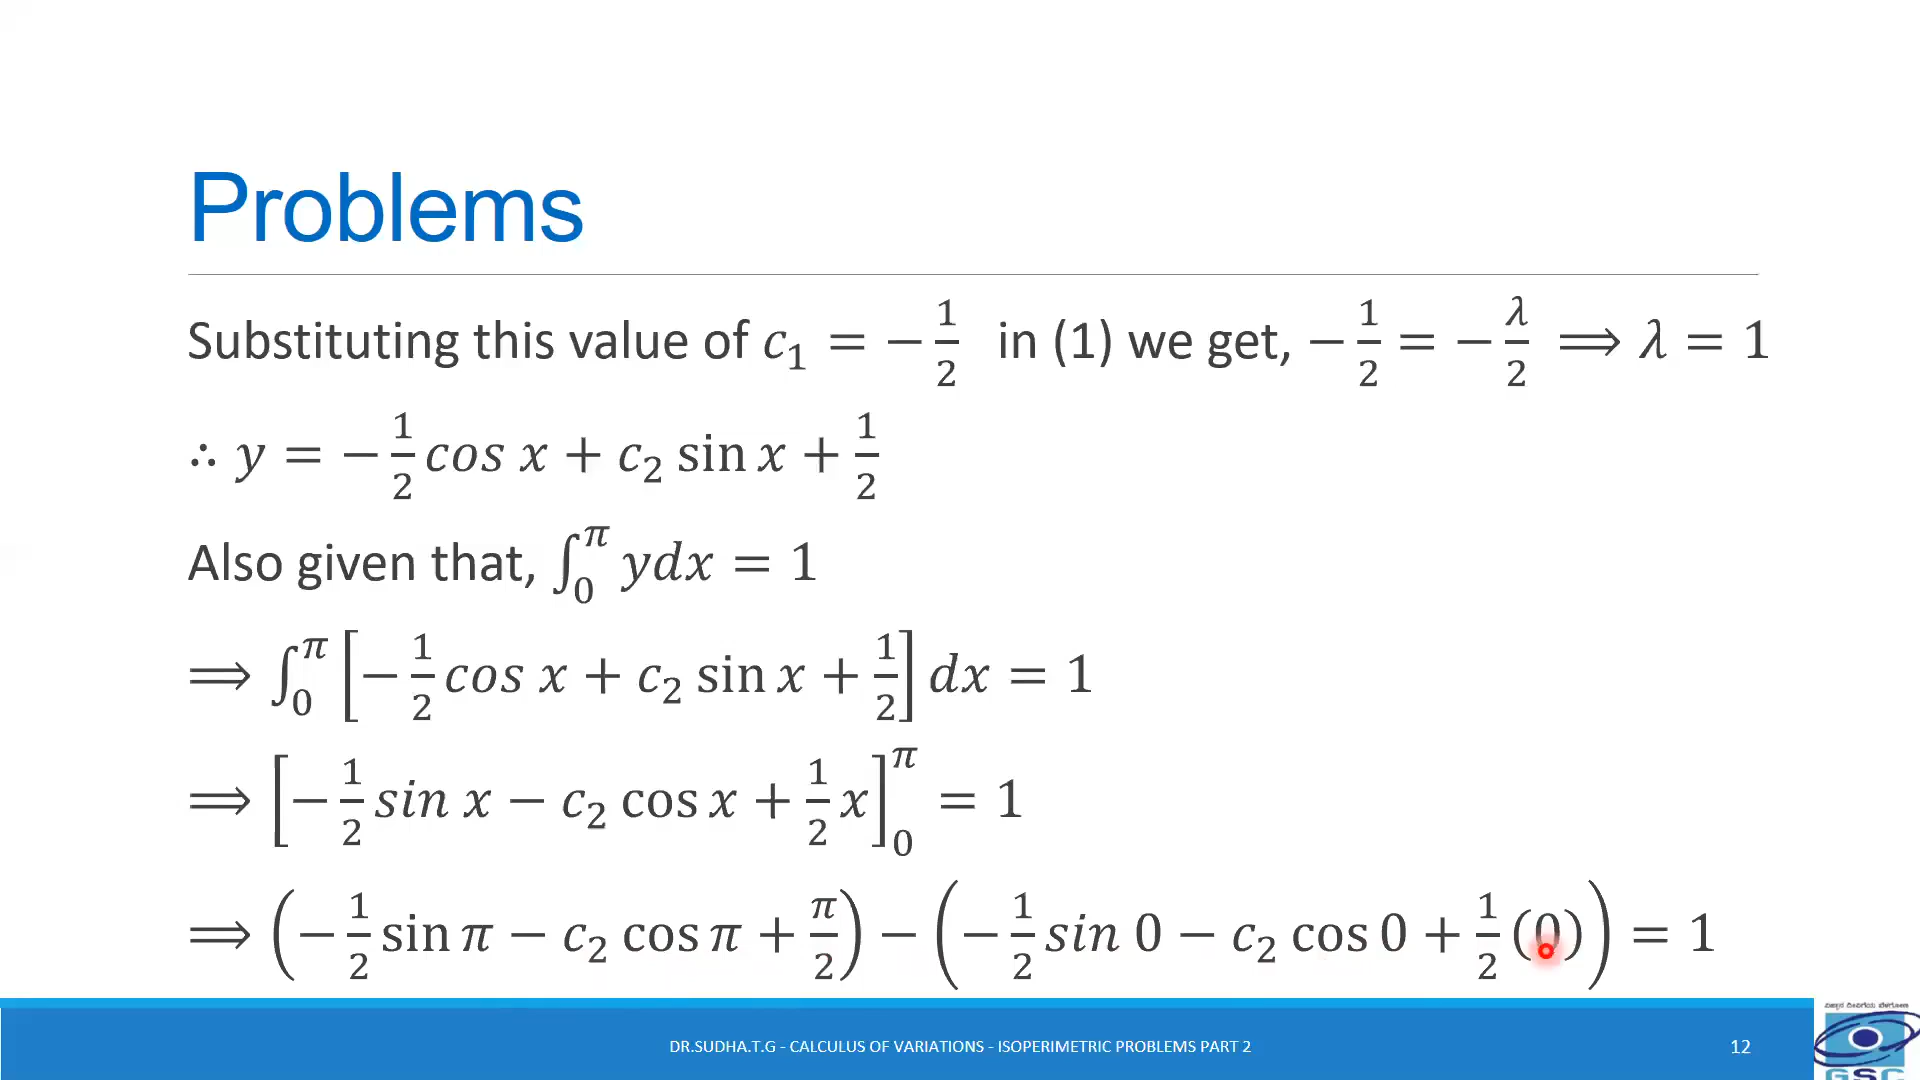 Problems
Substituting this value of c₁ = −1/2 in (1) we get, −1/2 = −λ/2 ⟹ λ = 1
∴ y = −1/2 cos x + c₂ sin x + 1/2
Also given that, ∫₀^π ydx = 1
⟹ ∫₀^π [−1/2 cos x + c₂ sin x + 1/2] dx = 1
⟹ [−1/2 sin x − c₂ cos x + 1/2 x]₀^π = 1
⟹ (−1/2 sin π − c₂ cos π + π/2) − (−1/2 sin 0 − c₂ cos 0 + 1/2 (0)) = 1
DR.SUDHA.T.G - CALCULUS OF VARIATIONS - ISOPERIMETRIC PROBLEMS PART 2
12
GSC